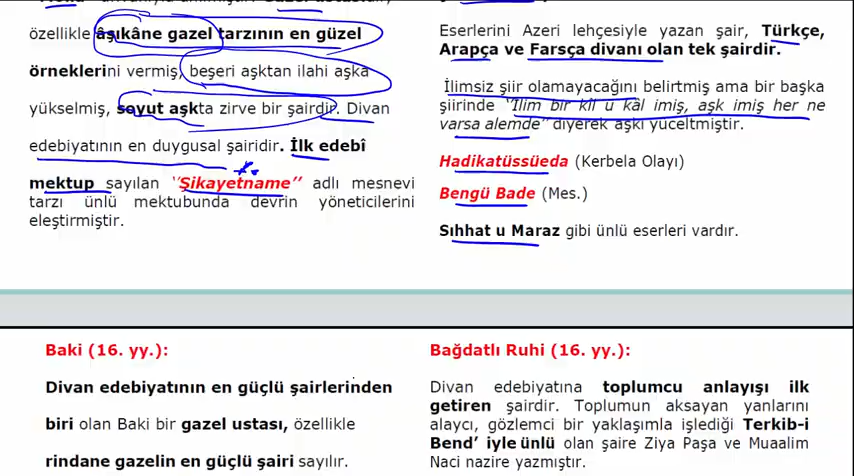 özellikle âşıkâne gazel tarzının en güzel
örneklerini vermiş, beşeri aşktan ilahi aşka
yükselmiş, soyut aşkta zirve bir şairdir. Divan
edebiyatının en duygusal şairidir. İlk edebî
mektup sayılan ‘‘Şikayetname’’ adlı mesnevi
tarzı ünlü mektubunda devrin yöneticilerini
eleştirmiştir.
Eserlerini Azeri lehçesiyle yazan şair, Türkçe,
Arapça ve Farsça divanı olan tek şairdir.
İlimsiz şiir olamayacağını belirtmiş ama bir başka
şiirinde ‘‘İlim bir kîl ü kâl imiş, aşk imiş her ne
varsa alemde’’ diyerek aşkı yüceltmiştir.
Hadikatüssüeda (Kerbela Olayı)
Bengü Bade (Mes.)
Sıhhat u Maraz gibi ünlü eserleri vardır.
Baki (16. yy.):
Divan edebiyatının en güçlü şairlerinden
biri olan Baki bir gazel ustası, özellikle
rindane gazelin en güçlü şairi sayılır.
Bağdatlı Ruhi (16. yy.):
Divan edebiyatına toplumcu anlayışı ilk
getiren şairdir. Toplumun aksayan yanlarını
alaycı, gözlemci bir yaklaşımla işlediği Terkib-i
Bend’ iyle ünlü olan şaire Ziya Paşa ve Muaalim
Naci nazire yazmıştır.